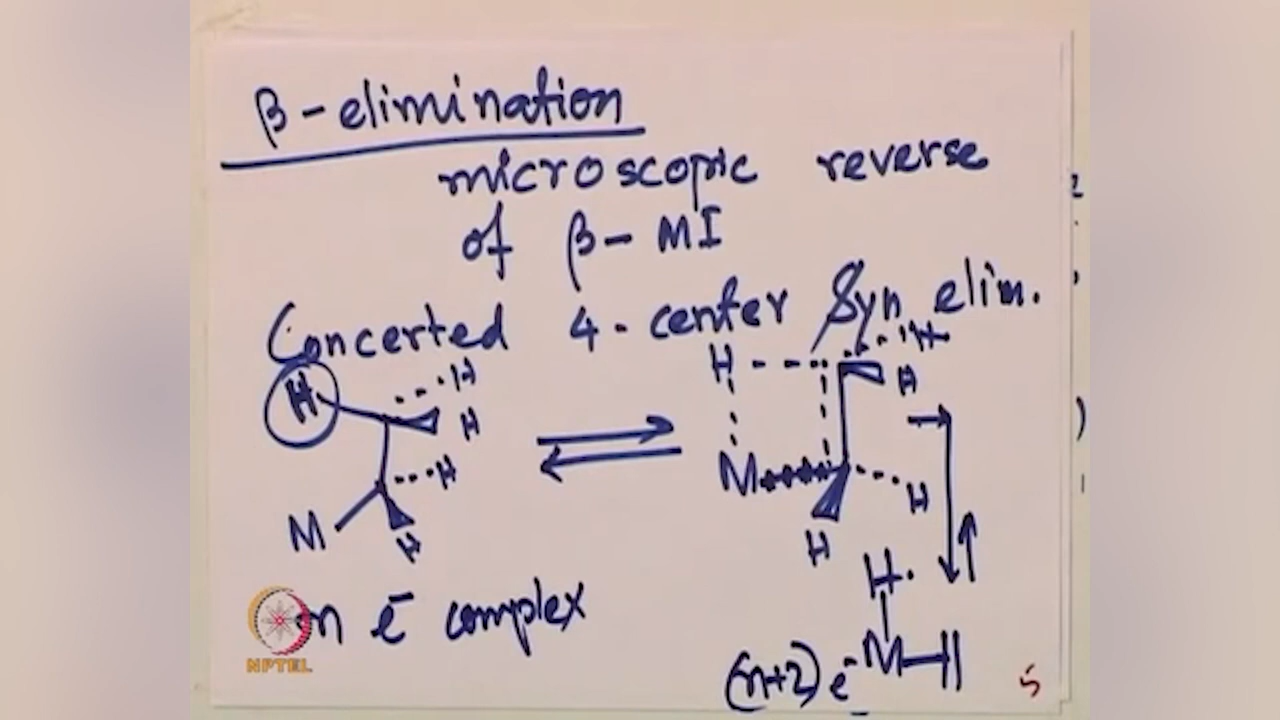 β-elimination
microscopic reverse
of β-MI
Concerted 4-center Syn elim.
H H H
H H H
H H
M H M H
H H
H
n e⁻ complex
(n+2) e⁻ M
NPTEL
5